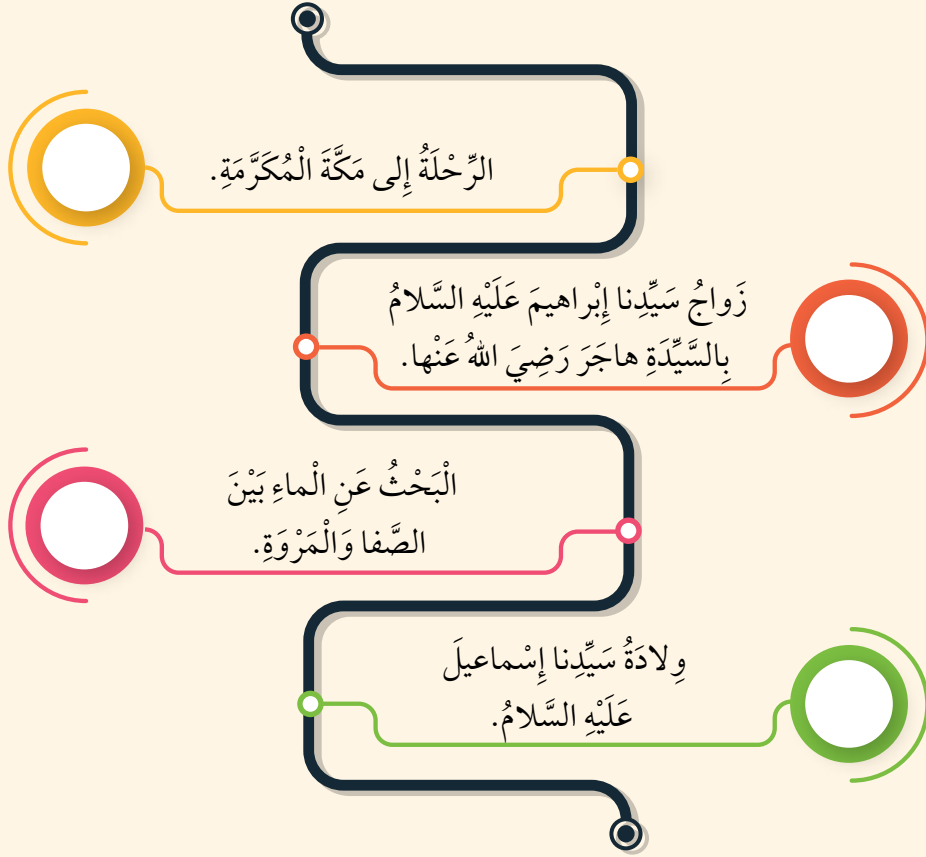 الرِّحْلَةُ إِلى مَكَّةَ الْمُكَرَّمَةِ.
زَواجُ سَيِّدِنا إِبْراهيمَ عَلَيْهِ السَّلامُ
بِالسَّيِّدَةِ هاجَرَ رَضِيَ اللهُ عَنْها.
الْبَحْثُ عَنِ الْماءِ بَيْنَ
الصَّفا وَالْمَرْوَةِ.
وِلادَةُ سَيِّدِنا إِسْماعيلَ
عَلَيْهِ السَّلامُ.